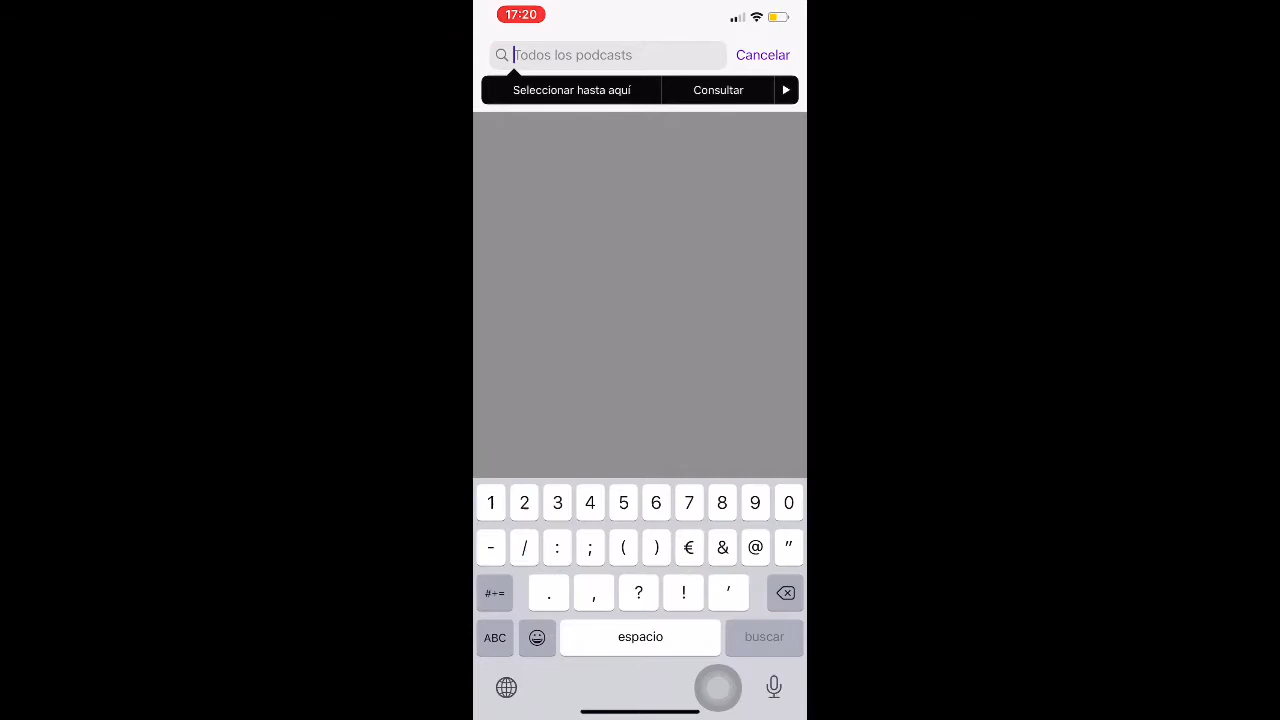 17:20
Todos los podcasts Cancelar
Seleccionar hasta aquí Consultar
1 2 3 4 5 6 7 8 9 0
- / : ; ( ) € & @ "
#+= . , ? ! '
ABC espacio buscar